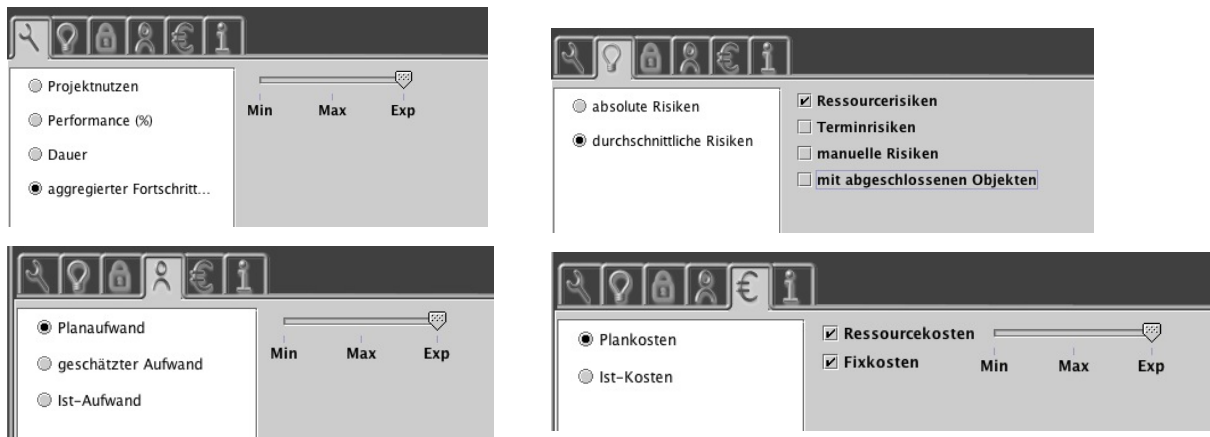 Projektnutzen
Performance (%)
Dauer
aggregierter Fortschritt...
Min Max Exp
absolute Risiken
durchschnittliche Risiken
Ressourcerisiken
Terminrisiken
manuelle Risiken
mit abgeschlossenen Objekten
Planaufwand
geschätzter Aufwand
Ist-Aufwand
Min Max Exp
Plankosten
Ist-Kosten
Ressourcekosten
Fixkosten
Min Max Exp